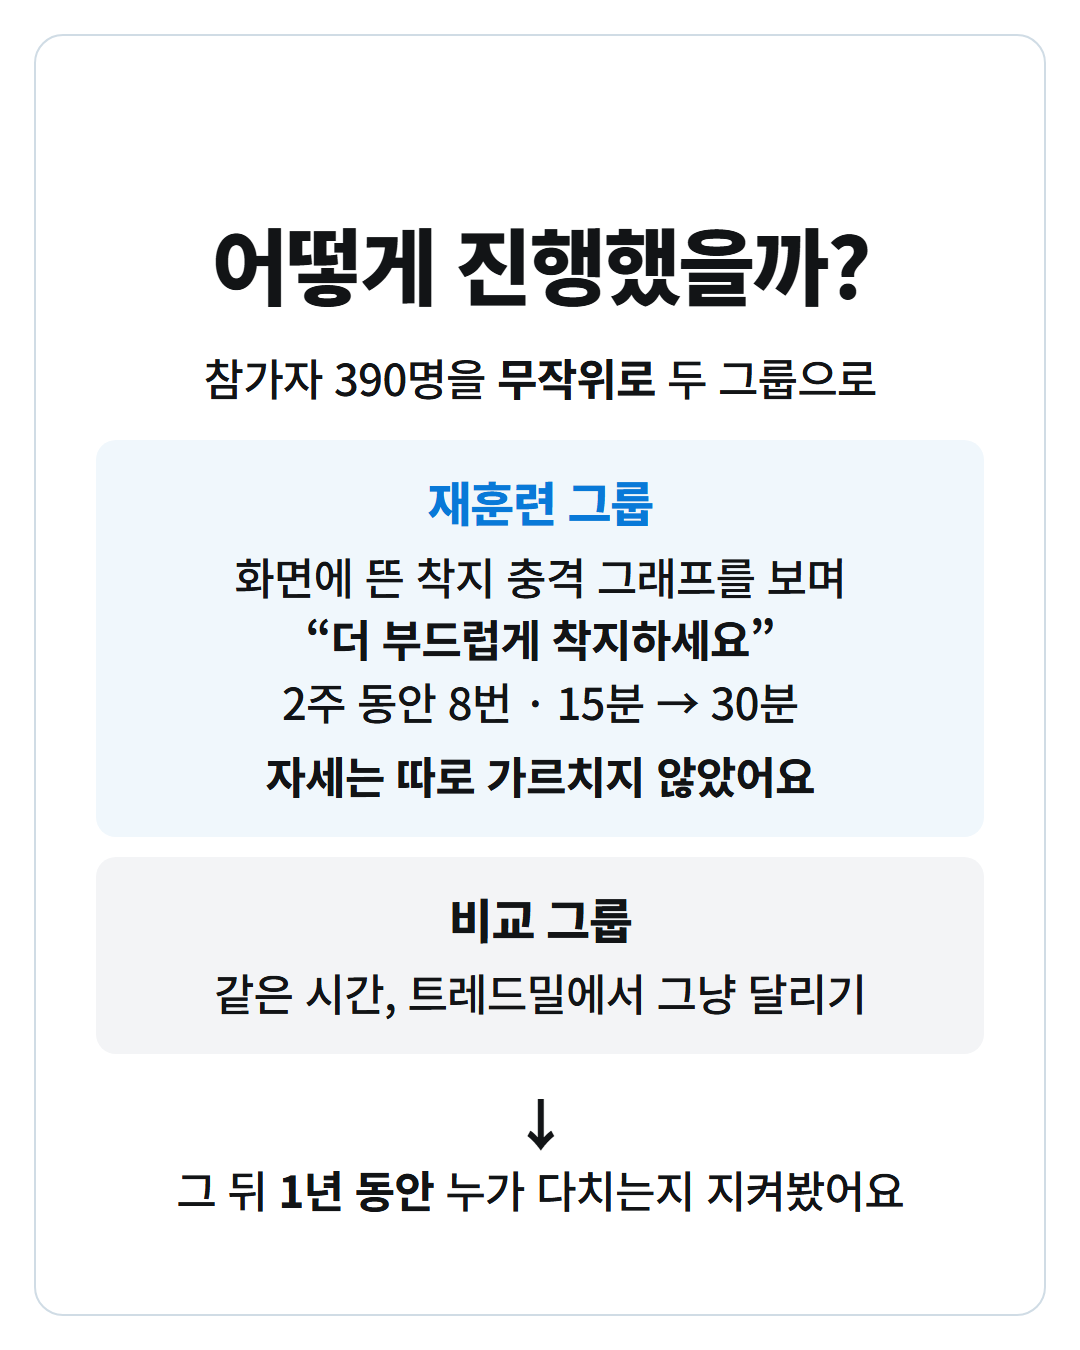 어떻게 진행했을까?
참가자 390명을 무작위로 두 그룹으로
재훈련 그룹
화면에 뜬 착지 충격 그래프를 보며
“더 부드럽게 착지하세요”
2주 동안 8번 · 15분 → 30분
자세는 따로 가르치지 않았어요
비교 그룹
같은 시간, 트레드밀에서 그냥 달리기
↓
그 뒤 1년 동안 누가 다치는지 지켜봤어요